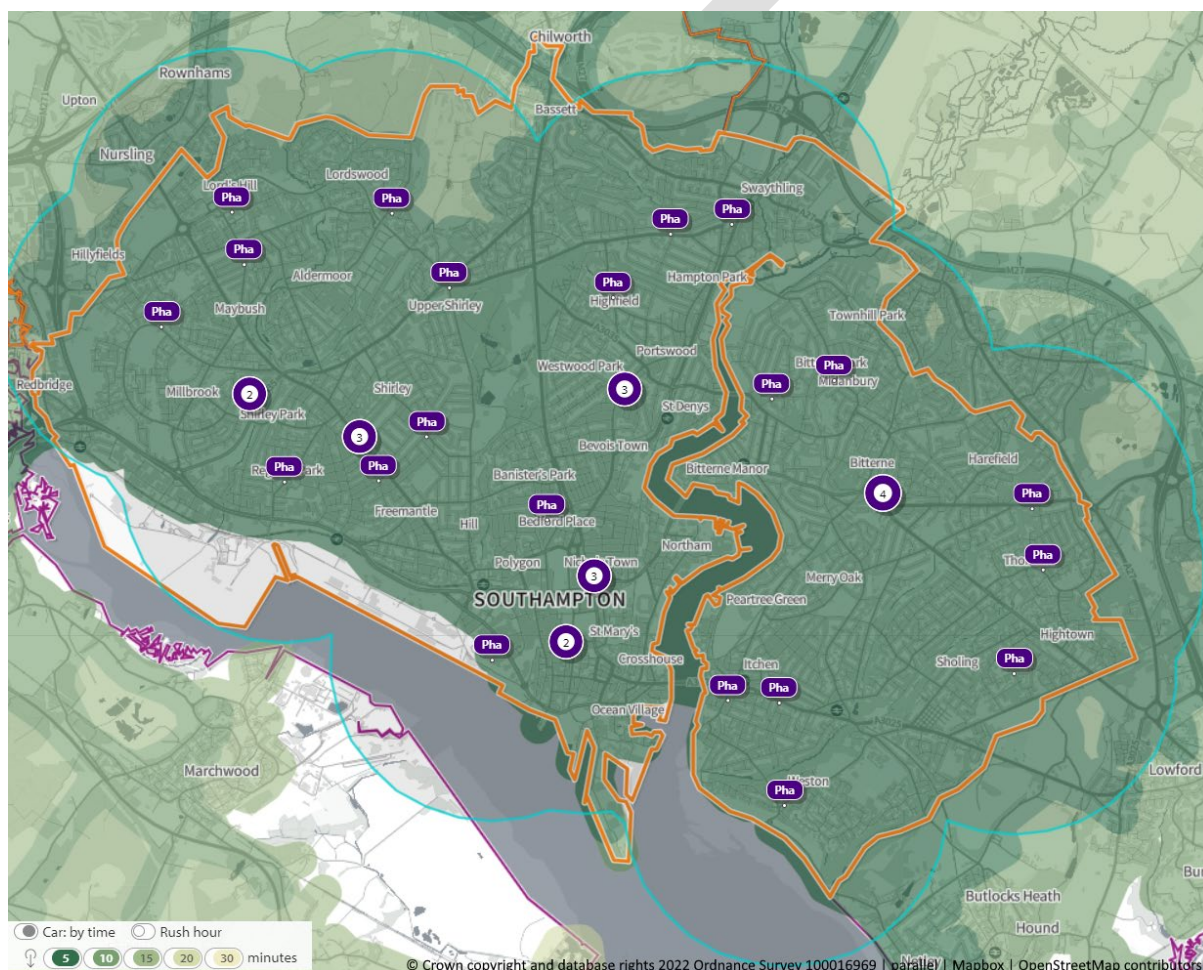 Chilworth
Rownhams
Upton
Bassett
Nursling
Lordswood
Lord's Hill
Pha
Pha
Swaythling
Pha
Pha
Hillyfields
Pha
Aldermoor
Pha
Upper Shirley
Pha
Highfield
Hampton Park
Maybush
Pha
Townhill Park
Portswood
Westwood Park
Redbridge
Millbrook
2
Shirley
3
Pha
Pha
Midanbury
Shirley Park
St Denys
3
Pha
Bevois Town
Bitterne
Harefield
Pha
Pha
Banister's Park
Bitterne Manor
4
Pha
Pha
Bedford Place
Freemantle
Hill
Northam
Polygon
3
Pha
Merry Oak
SOUTHAMPTON
Peartree Green
St Mary's
2
Pha
Hightown
Crosshouse
Itchen
Sholing
Pha
Pha
Pha
Ocean Village
Marchwood
Pha
Weston
Lowford
Butlocks Heath
Hound
Netley
Car: by time Rush hour
5 10 15 20 30 minutes
© Crown copyright and database rights 2022 Ordnance Survey 100016969 | parallel | Mapbox | OpenStreetMap